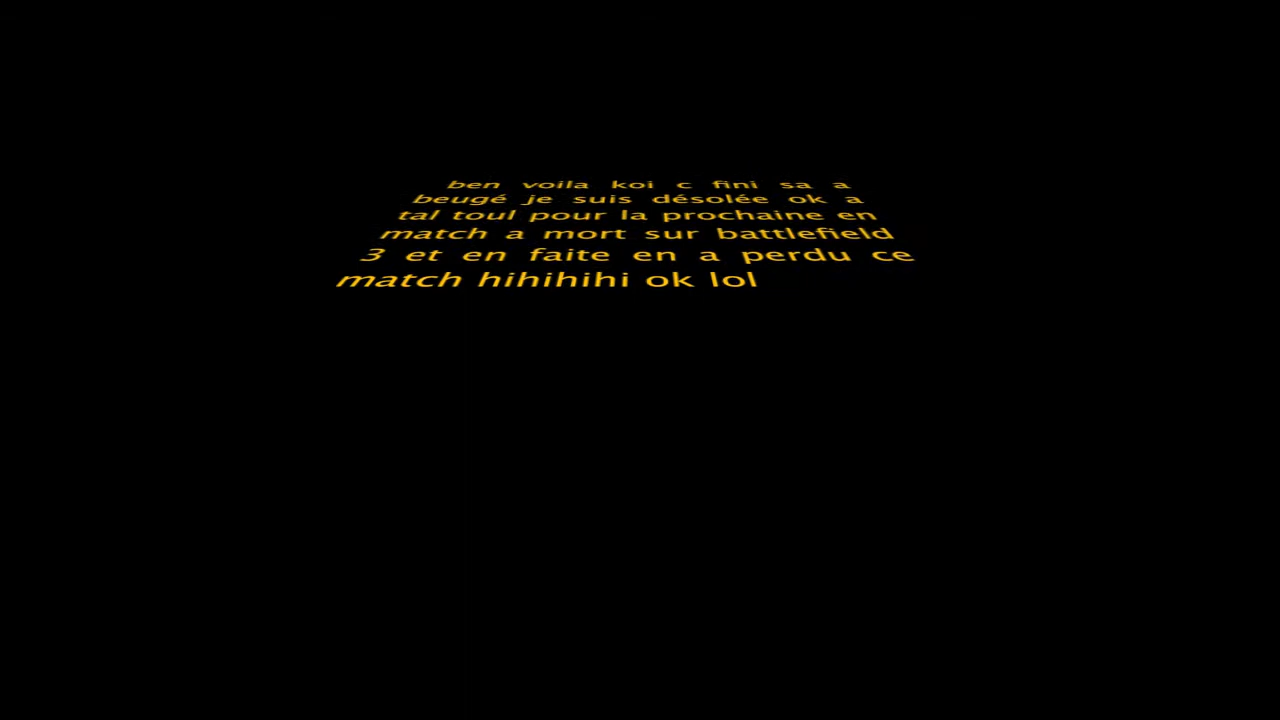 ben voila koi c fini sa a
beugé je suis désolée ok a
tal toul pour la prochaine en
match a mort sur battlefield
3 et en faite en a perdu ce
match hihihihi ok lol